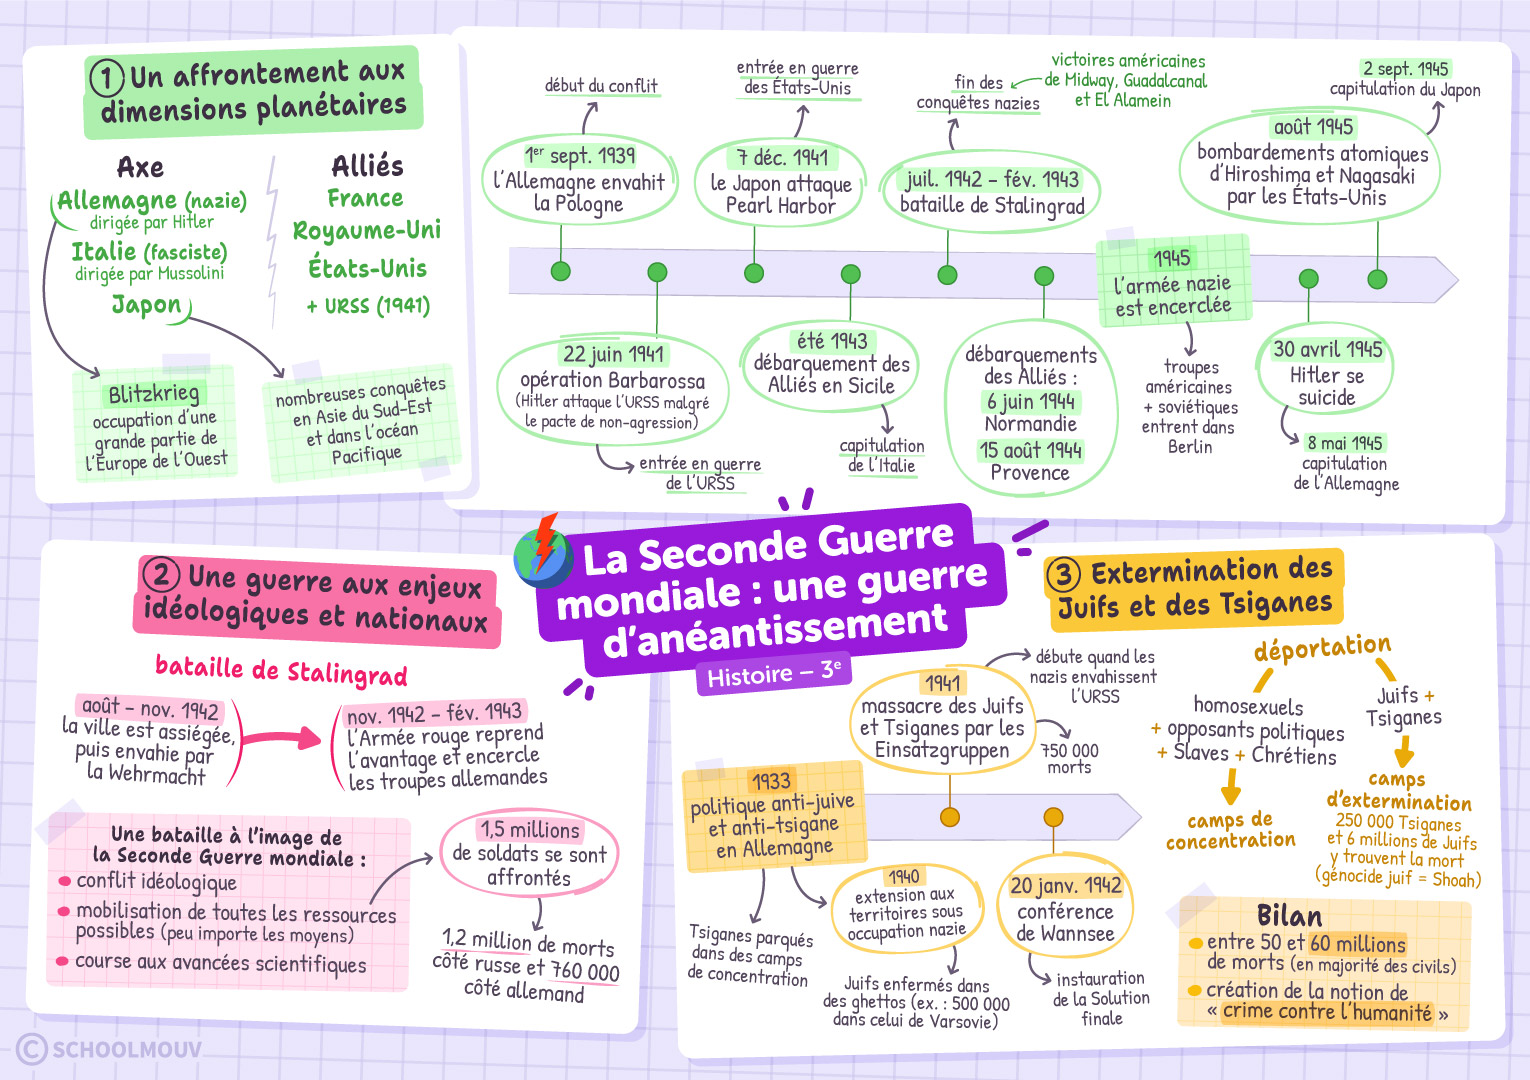 1 Un affrontement aux
dimensions planétaires
Axe
Allemagne (nazie)
dirigée par Hitler
Italie (fasciste)
dirigée par Mussolini
Japon
Alliés
France
Royaume-Uni
États-Unis
+ URSS (1941)
Blitzkrieg
occupation d'une
grande partie de
l'Europe de l'Ouest
nombreuses conquêtes
en Asie du Sud-Est
et dans l'océan
Pacifique
début du conflit
1er sept. 1939
l'Allemagne envahit
la Pologne
22 juin 1941
opération Barbarossa
(Hitler attaque l'URSS malgré
le pacte de non-agression)
entrée en guerre
de l'URSS
entrée en guerre
des États-Unis
7 déc. 1941
le Japon attaque
Pearl Harbor
été 1943
débarquement des
Alliés en Sicile
capitulation
de l'Italie
fin des
conquêtes nazies
victoires américaines
de Midway, Guadalcanal
et El Alamein
juil. 1942 – fév. 1943
bataille de Stalingrad
débarquements
des Alliés :
6 juin 1944
Normandie
15 août 1944
Provence
1945
l'armée nazie
est encerclée
troupes
américaines
+ soviétiques
entrent dans
Berlin
30 avril 1945
Hitler se
suicide
8 mai 1945
capitulation
de l'Allemagne
2 sept. 1945
capitulation du Japon
août 1945
bombardements atomiques
d'Hiroshima et Nagasaki
par les États-Unis
La Seconde Guerre
mondiale : une guerre
d'anéantissement
Histoire – 3e
2 Une guerre aux enjeux
idéologiques et nationaux
bataille de Stalingrad
août – nov. 1942
la ville est assiégée,
puis envahie par
la Wehrmacht
nov. 1942 – fév. 1943
l'Armée rouge reprend
l'avantage et encercle
les troupes allemandes
Une bataille à l'image de
la Seconde Guerre mondiale :
conflit idéologique
mobilisation de toutes les ressources
possibles (peu importe les moyens)
course aux avancées scientifiques
1,5 millions
de soldats se sont
affrontés
1,2 million de morts
côté russe et 760 000
côté allemand
3 Extermination des
Juifs et des Tsiganes
1933
politique anti-juive
et anti-tsigane
en Allemagne
Tsiganes parqués
dans des camps
de concentration
1940
extension aux
territoires sous
occupation nazie
Juifs enfermés dans
des ghettos (ex. : 500 000
dans celui de Varsovie)
1941
massacre des Juifs
et Tsiganes par les
Einsatzgruppen
débute quand les
nazis envahissent
l'URSS
750 000
morts
20 janv. 1942
conférence
de Wannsee
instauration
de la Solution
finale
déportation
homosexuels
+ opposants politiques
+ Slaves + Chrétiens
camps de
concentration
Juifs +
Tsiganes
camps
d'extermination
250 000 Tsiganes
et 6 millions de Juifs
y trouvent la mort
(génocide juif = Shoah)
Bilan
entre 50 et 60 millions
de morts (en majorité des civils)
création de la notion de
« crime contre l'humanité »
© SCHOOLMOUV